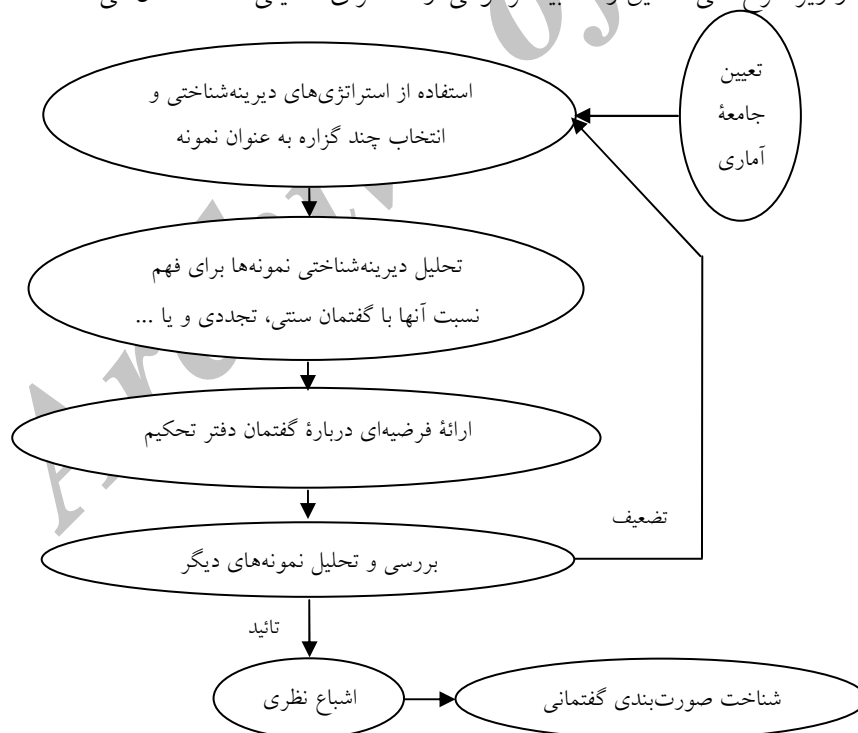 تعیین
جامعهٔ
آماری
استفاده از استراتژی‌های دیرینه‌شناختی و
انتخاب چند گزاره به عنوان نمونه
تحلیل دیرینه‌شناختی نمونه‌ها برای فهم
نسبت آنها با گفتمان سنتی، تجددی و یا ...
ارائهٔ فرضیه‌ای دربارهٔ گفتمان دفتر تحکیم
تضعیف
بررسی و تحلیل نمونه‌های دیگر
تائید
اشباع نظری
شناخت صورت‌بندی گفتمانی